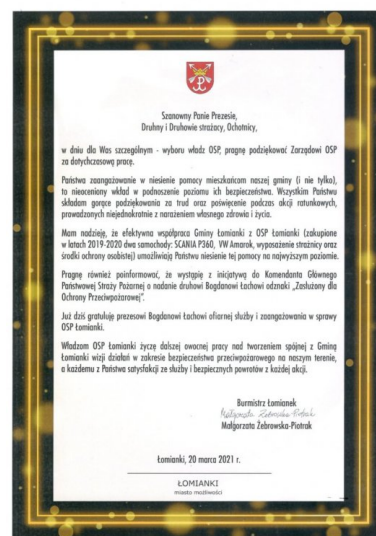 Szanowny Panie Prezesie,
Druhny i Druhowie strażacy, Ochotnicy,
w dniu dla Was szczególnym - wyboru władz OSP, pragnę podziękować Zarządowi OSP
za dotychczasową pracę.
Państwa zaangażowanie w niesienie pomocy mieszkańcom naszej gminy (i nie tylko),
to nieoceniony wkład w podnoszenie poziomu ich bezpieczeństwa. Wszystkim Państwu
składam gorące podziękowania za trud oraz poświęcenie podczas akcji ratunkowych,
prowadzonych niejednokrotnie z narażeniem własnego zdrowia i życia.
Mam nadzieję, że efektywna współpraca Gminy Łomianki z OSP Łomianki (zakupione
w latach 2019-2020 dwa samochody: SCANIA P360, VW Amarok, wyposażenie strażnicy oraz
środki ochrony osobistej) umożliwiają Państwu niesienie tej pomocy na najwyższym poziomie.
Pragnę również poinformować, że wystąpię z inicjatywą do Komendanta Głównego
Państwowej Straży Pożarnej o nadanie druhowi Bogdanowi Łachowi odznaki „Zasłużony dla
Ochrony Przeciwpożarowej".
Już dziś gratuluję prezesowi Bogdanowi Łachowi ofiarnej służby i zaangażowania w sprawy
OSP Łomianki.
Władzom OSP Łomianki życzę dalszej owocnej pracy nad tworzeniem spójnej z Gminą
Łomianki wizji działań w zakresie bezpieczeństwa przeciwpożarowego na naszym terenie,
a każdemu z Państwa satysfakcji ze służby i bezpiecznych powrotów z każdej akcji.
Burmistrz Łomianek
Małgorzata Żebrowska-Piotrak
Małgorzata Żebrowska-Piotrak
Łomianki, 20 marca 2021 r.
ŁOMIANKI
miasto możliwości